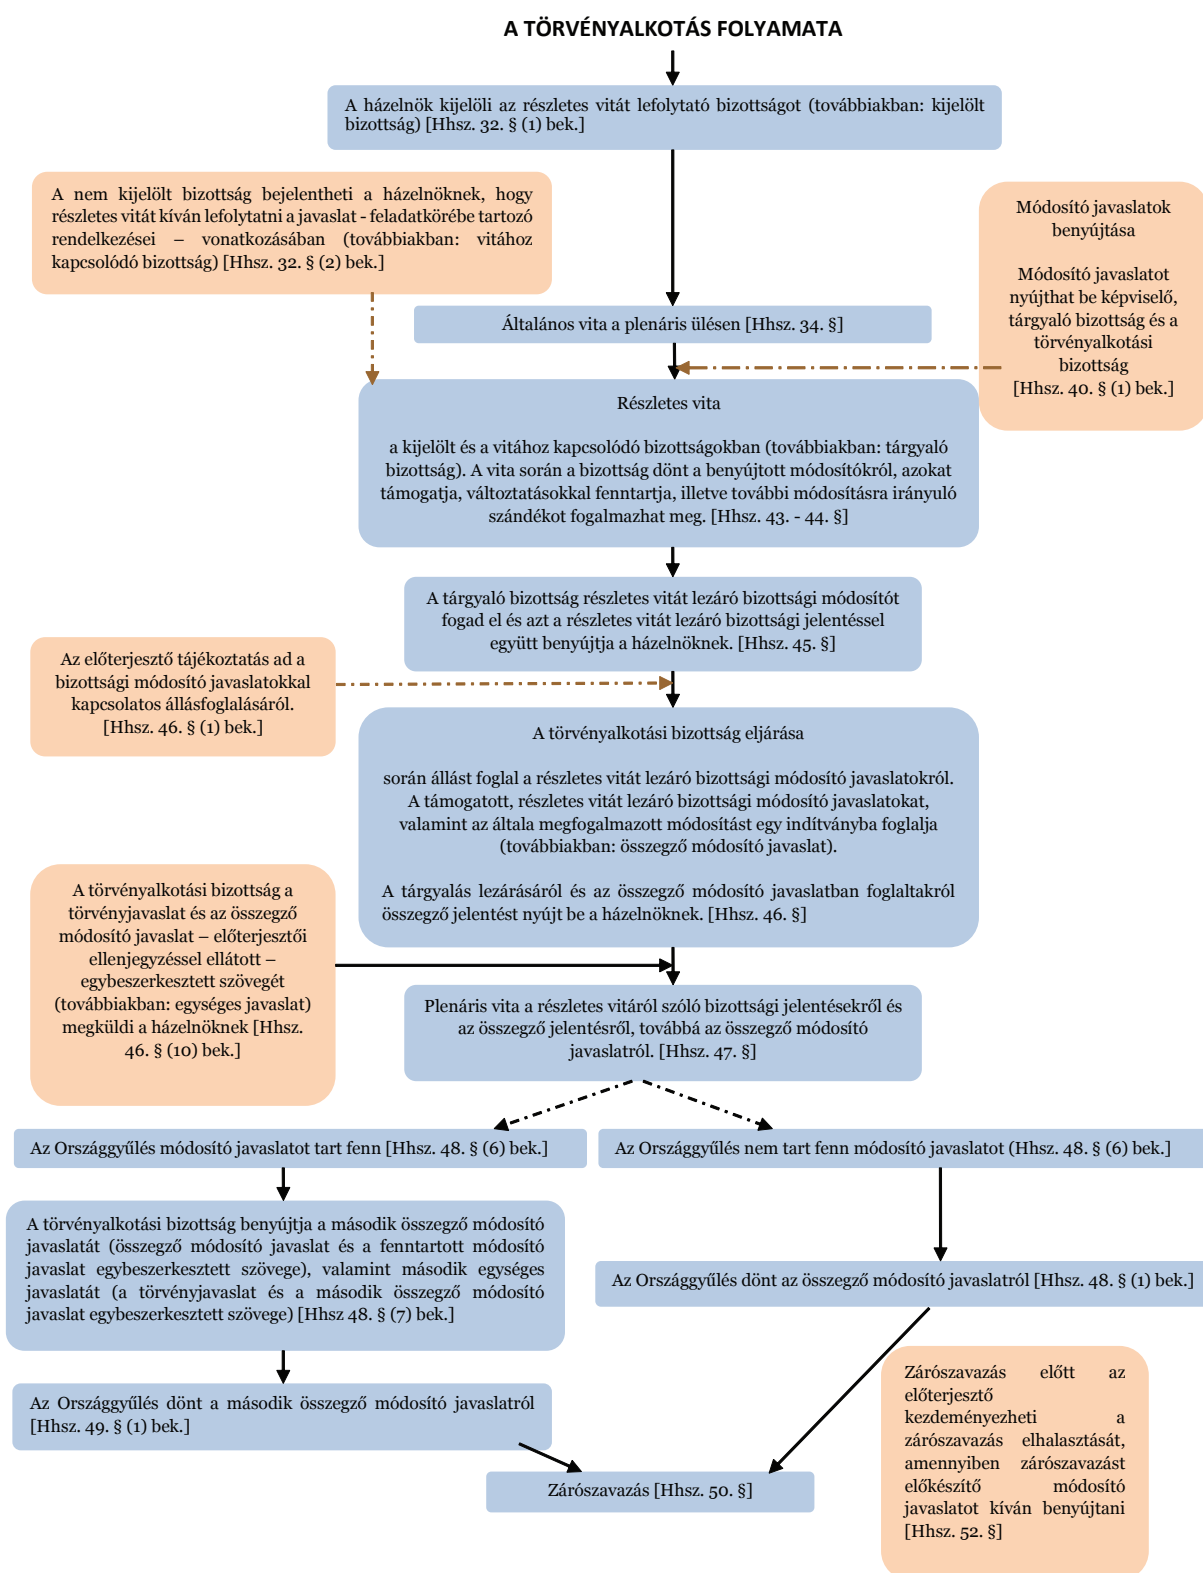 A TÖRVÉNYALKOTÁS FOLYAMATA
A házelnök kijelöli az részletes vitát lefolytató bizottságot (továbbiakban: kijelölt
bizottság) [Hhsz. 32. § (1) bek.]
A nem kijelölt bizottság bejelentheti a házelnöknek, hogy
részletes vitát kíván lefolytatni a javaslat - feladatkörébe tartozó
rendelkezései – vonatkozásában (továbbiakban: vitához
kapcsolódó bizottság) [Hhsz. 32. § (2) bek.]
Módosító javaslatok
benyújtása
Módosító javaslatot
nyújthat be képviselő,
tárgyaló bizottság és a
törvényalkotási
bizottság
[Hhsz. 40. § (1) bek.]
Általános vita a plenáris ülésen [Hhsz. 34. §]
Részletes vita
a kijelölt és a vitához kapcsolódó bizottságokban (továbbiakban: tárgyaló
bizottság). A vita során a bizottság dönt a benyújtott módosítókról, azokat
támogatja, változtatásokkal fenntartja, illetve további módosításra irányuló
szándékot fogalmazhat meg. [Hhsz. 43. - 44. §]
A tárgyaló bizottság részletes vitát lezáró bizottsági módosítót
fogad el és azt a részletes vitát lezáró bizottsági jelentéssel
együtt benyújtja a házelnöknek. [Hhsz. 45. §]
Az előterjesztő tájékoztatás ad a
bizottsági módosító javaslatokkal
kapcsolatos állásfoglalásáról.
[Hhsz. 46. § (1) bek.]
A törvényalkotási bizottság eljárása
során állást foglal a részletes vitát lezáró bizottsági módosító javaslatokról.
A támogatott, részletes vitát lezáró bizottsági módosító javaslatokat,
valamint az általa megfogalmazott módosítást egy indítványba foglalja
(továbbiakban: összegző módosító javaslat).
A tárgyalás lezárásáról és az összegző módosító javaslatban foglaltakról
összegző jelentést nyújt be a házelnöknek. [Hhsz. 46. §]
A törvényalkotási bizottság a
törvényjavaslat és az összegző
módosító javaslat – előterjesztői
ellenjegyzéssel ellátott –
egybeszerkesztett szövegét
(továbbiakban: egységes javaslat)
megküldi a házelnöknek [Hhsz.
46. § (10) bek.]
Plenáris vita a részletes vitáról szóló bizottsági jelentésekről és
az összegző jelentésről, továbbá az összegző módosító
javaslatról. [Hhsz. 47. §]
Az Országgyűlés módosító javaslatot tart fenn [Hhsz. 48. § (6) bek.]
Az Országgyűlés nem tart fenn módosító javaslatot (Hhsz. 48. § (6) bek.]
A törvényalkotási bizottság benyújtja a második összegző módosító
javaslatát (összegző módosító javaslat és a fenntartott módosító
javaslat egybeszerkesztett szövege), valamint második egységes
javaslatát (a törvényjavaslat és a második összegző módosító
javaslat egybeszerkesztett szövege) [Hhsz 48. § (7) bek.]
Az Országgyűlés dönt az összegző módosító javaslatról [Hhsz. 48. § (1) bek.]
Az Országgyűlés dönt a második összegző módosító javaslatról
[Hhsz. 49. § (1) bek.]
Zárószavazás előtt az
előterjesztő
kezdeményezheti a
zárószavazás elhalasztását,
amennyiben zárószavazást
előkészítő módosító
javaslatot kíván benyújtani
[Hhsz. 52. §]
Zárószavazás [Hhsz. 50. §]